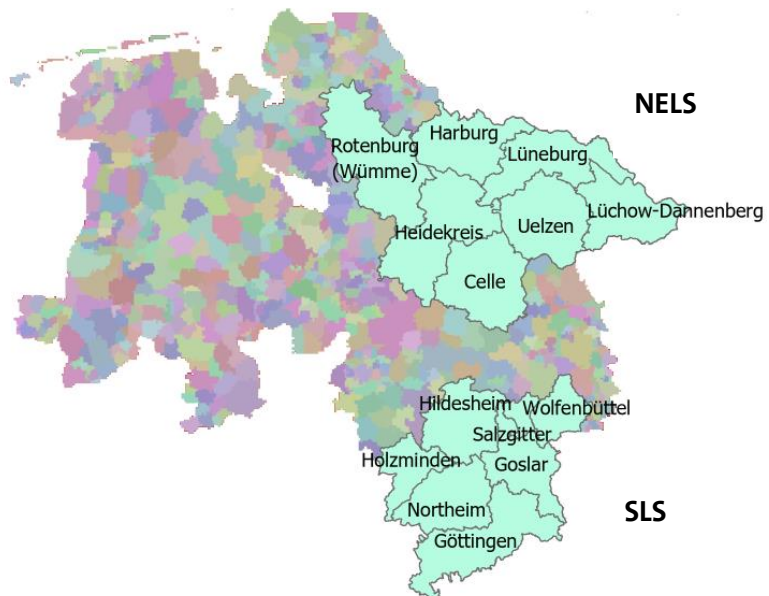 NELS
Harburg
Rotenburg
(Wümme)
Lüneburg
Lüchow-Dannenberg
Uelzen
Heidekreis
Celle
Hildesheim
Wolfenbüttel
Salzgitter
Holzminden
Goslar
Northeim
SLS
Göttingen